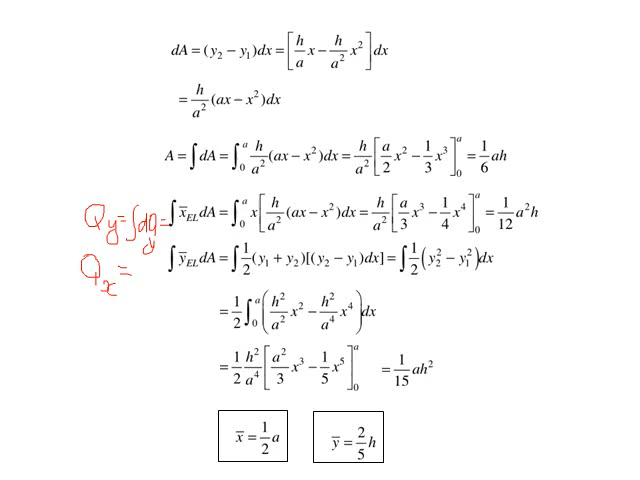 dA = (y₂ − y₁)dx = [h/a x − h/a² x²] dx
= h/a² (ax − x²)dx
A = ∫ dA = ∫₀ᵃ h/a² (ax − x²)dx = h/a² [a/2 x² − 1/3 x³]₀ᵃ = 1/6 ah
Qy = ∫dQy = ∫ x̅_EL dA = ∫₀ᵃ x[h/a² (ax − x²)dx = h/a² [a/3 x³ − 1/4 x⁴]₀ᵃ = 1/12 a²h
Qx = ∫ y̅_EL dA = ∫ 1/2 (y₁ + y₂)[(y₂ − y₁)dx] = ∫ 1/2 (y₂² − y₁²)dx
= 1/2 ∫₀ᵃ (h²/a² x² − h²/a⁴ x⁴)dx
= 1/2 h²/a⁴ [a²/3 x³ − 1/5 x⁵]₀ᵃ = 1/15 ah²
x̅ = 1/2 a y̅ = 2/5 h